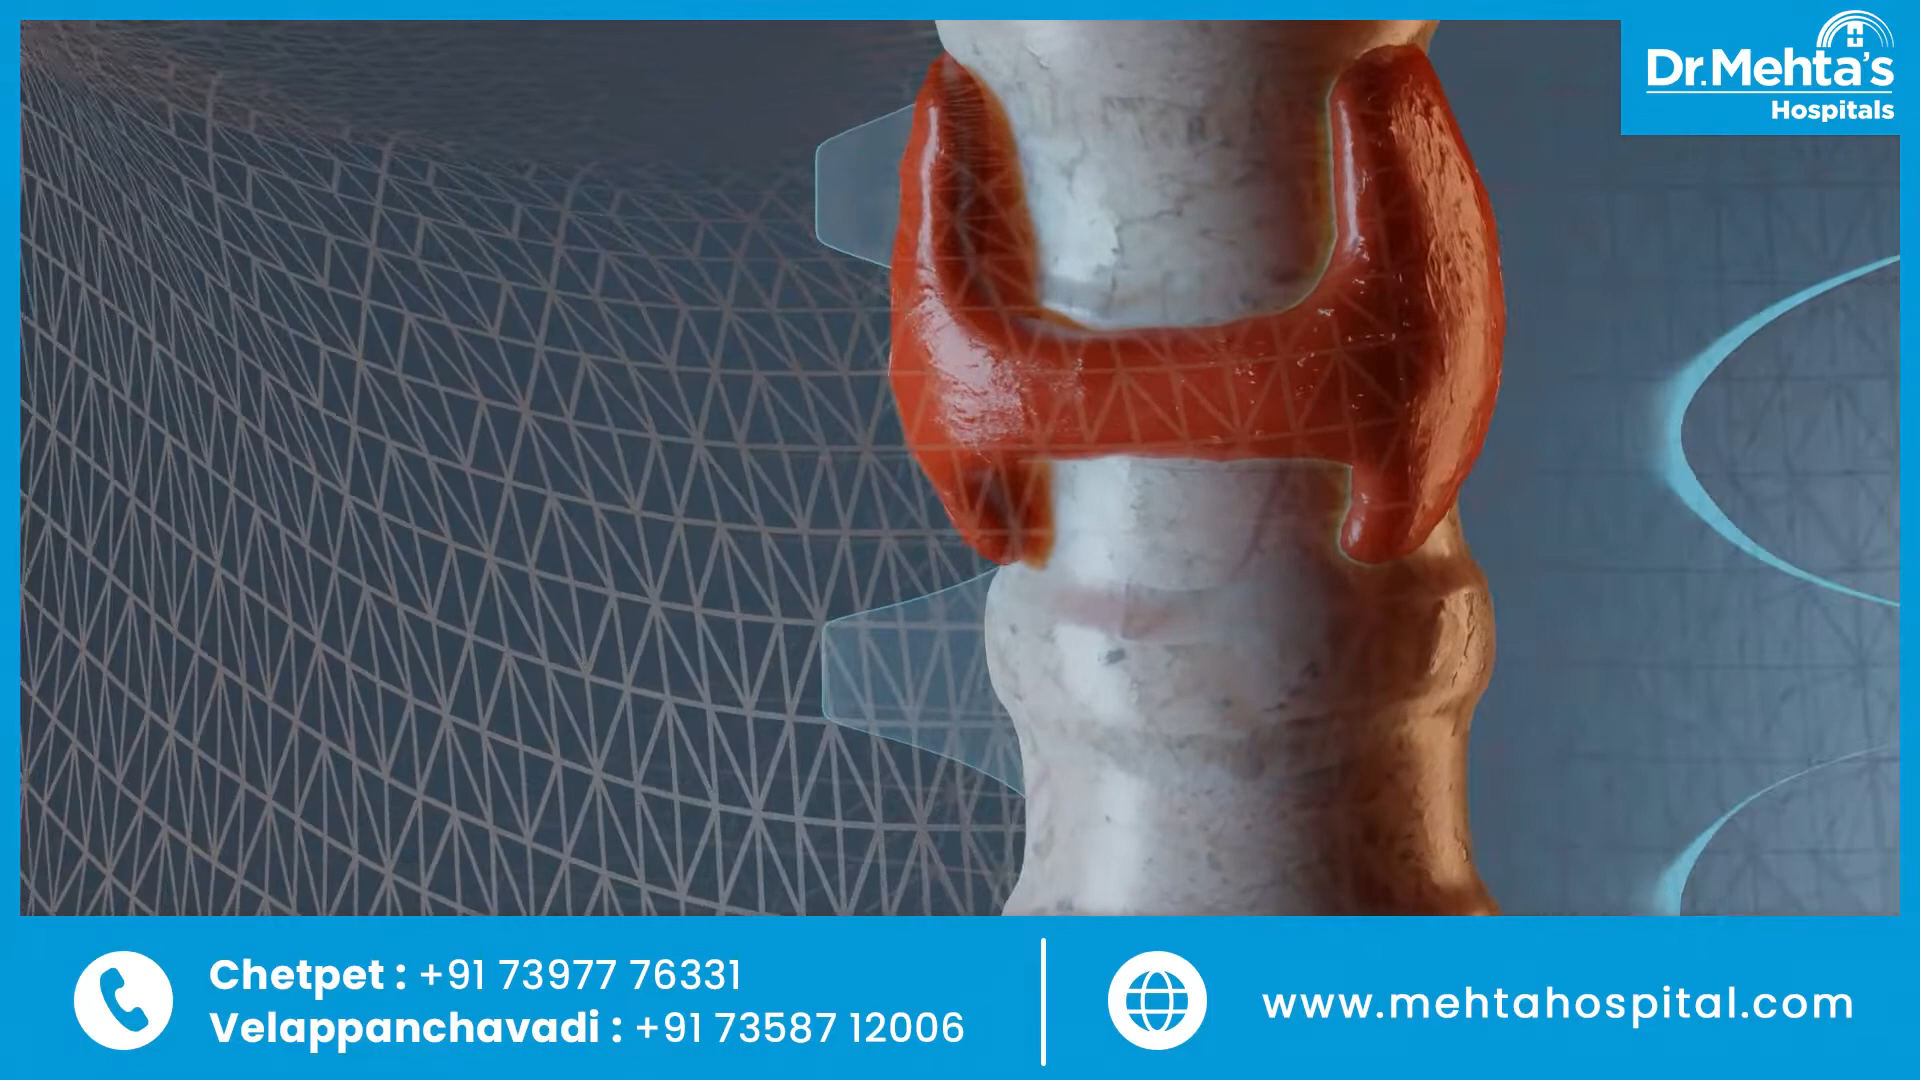 Dr.Mehta's
Hospitals
Chetpet : +91 73977 76331
Velappanchavadi : +91 73587 12006
www.mehtahospital.com